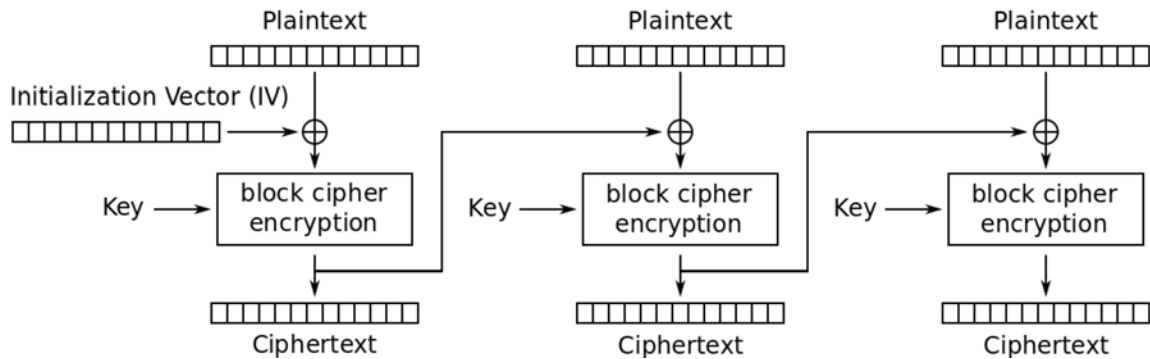 Plaintext
Plaintext
Plaintext
Initialization Vector (IV)
Key
block cipher
encryption
Key
block cipher
encryption
Key
block cipher
encryption
Ciphertext
Ciphertext
Ciphertext